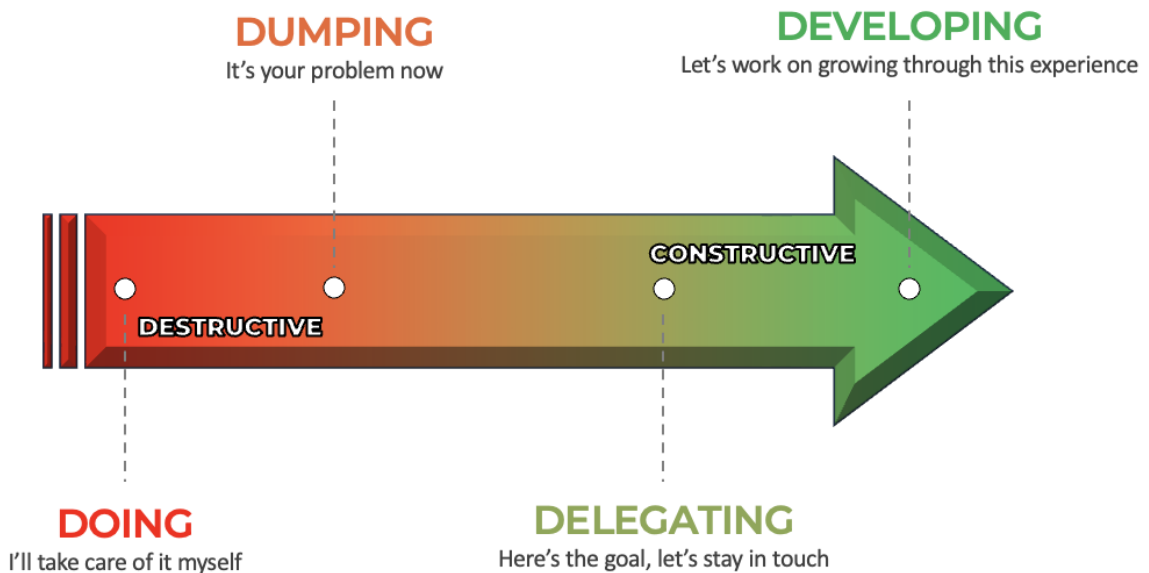 DUMPING
It's your problem now
DEVELOPING
Let's work on growing through this experience
CONSTRUCTIVE
DESTRUCTIVE
DOING
I'll take care of it myself
DELEGATING
Here's the goal, let's stay in touch